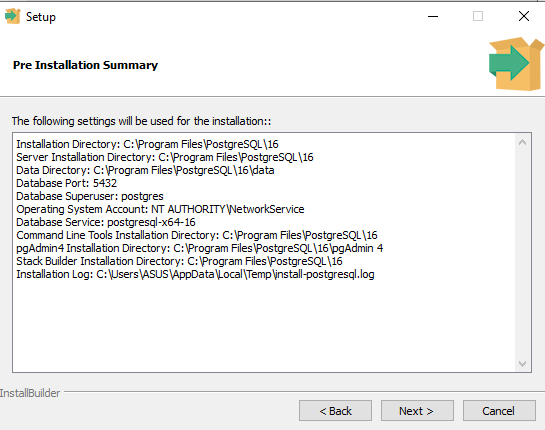 Setup
Pre Installation Summary
The following settings will be used for the installation::
Installation Directory: C:\Program Files\PostgreSQL\16
Server Installation Directory: C:\Program Files\PostgreSQL\16
Data Directory: C:\Program Files\PostgreSQL\16\data
Database Port: 5432
Database Superuser: postgres
Operating System Account: NT AUTHORITY\NetworkService
Database Service: postgresql-x64-16
Command Line Tools Installation Directory: C:\Program Files\PostgreSQL\16
pgAdmin4 Installation Directory: C:\Program Files\PostgreSQL\16\pgAdmin 4
Stack Builder Installation Directory: C:\Program Files\PostgreSQL\16
Installation Log: C:\Users\ASUS\AppData\Local\Temp\install-postgresql.log
InstallBuilder
< Back
Next >
Cancel